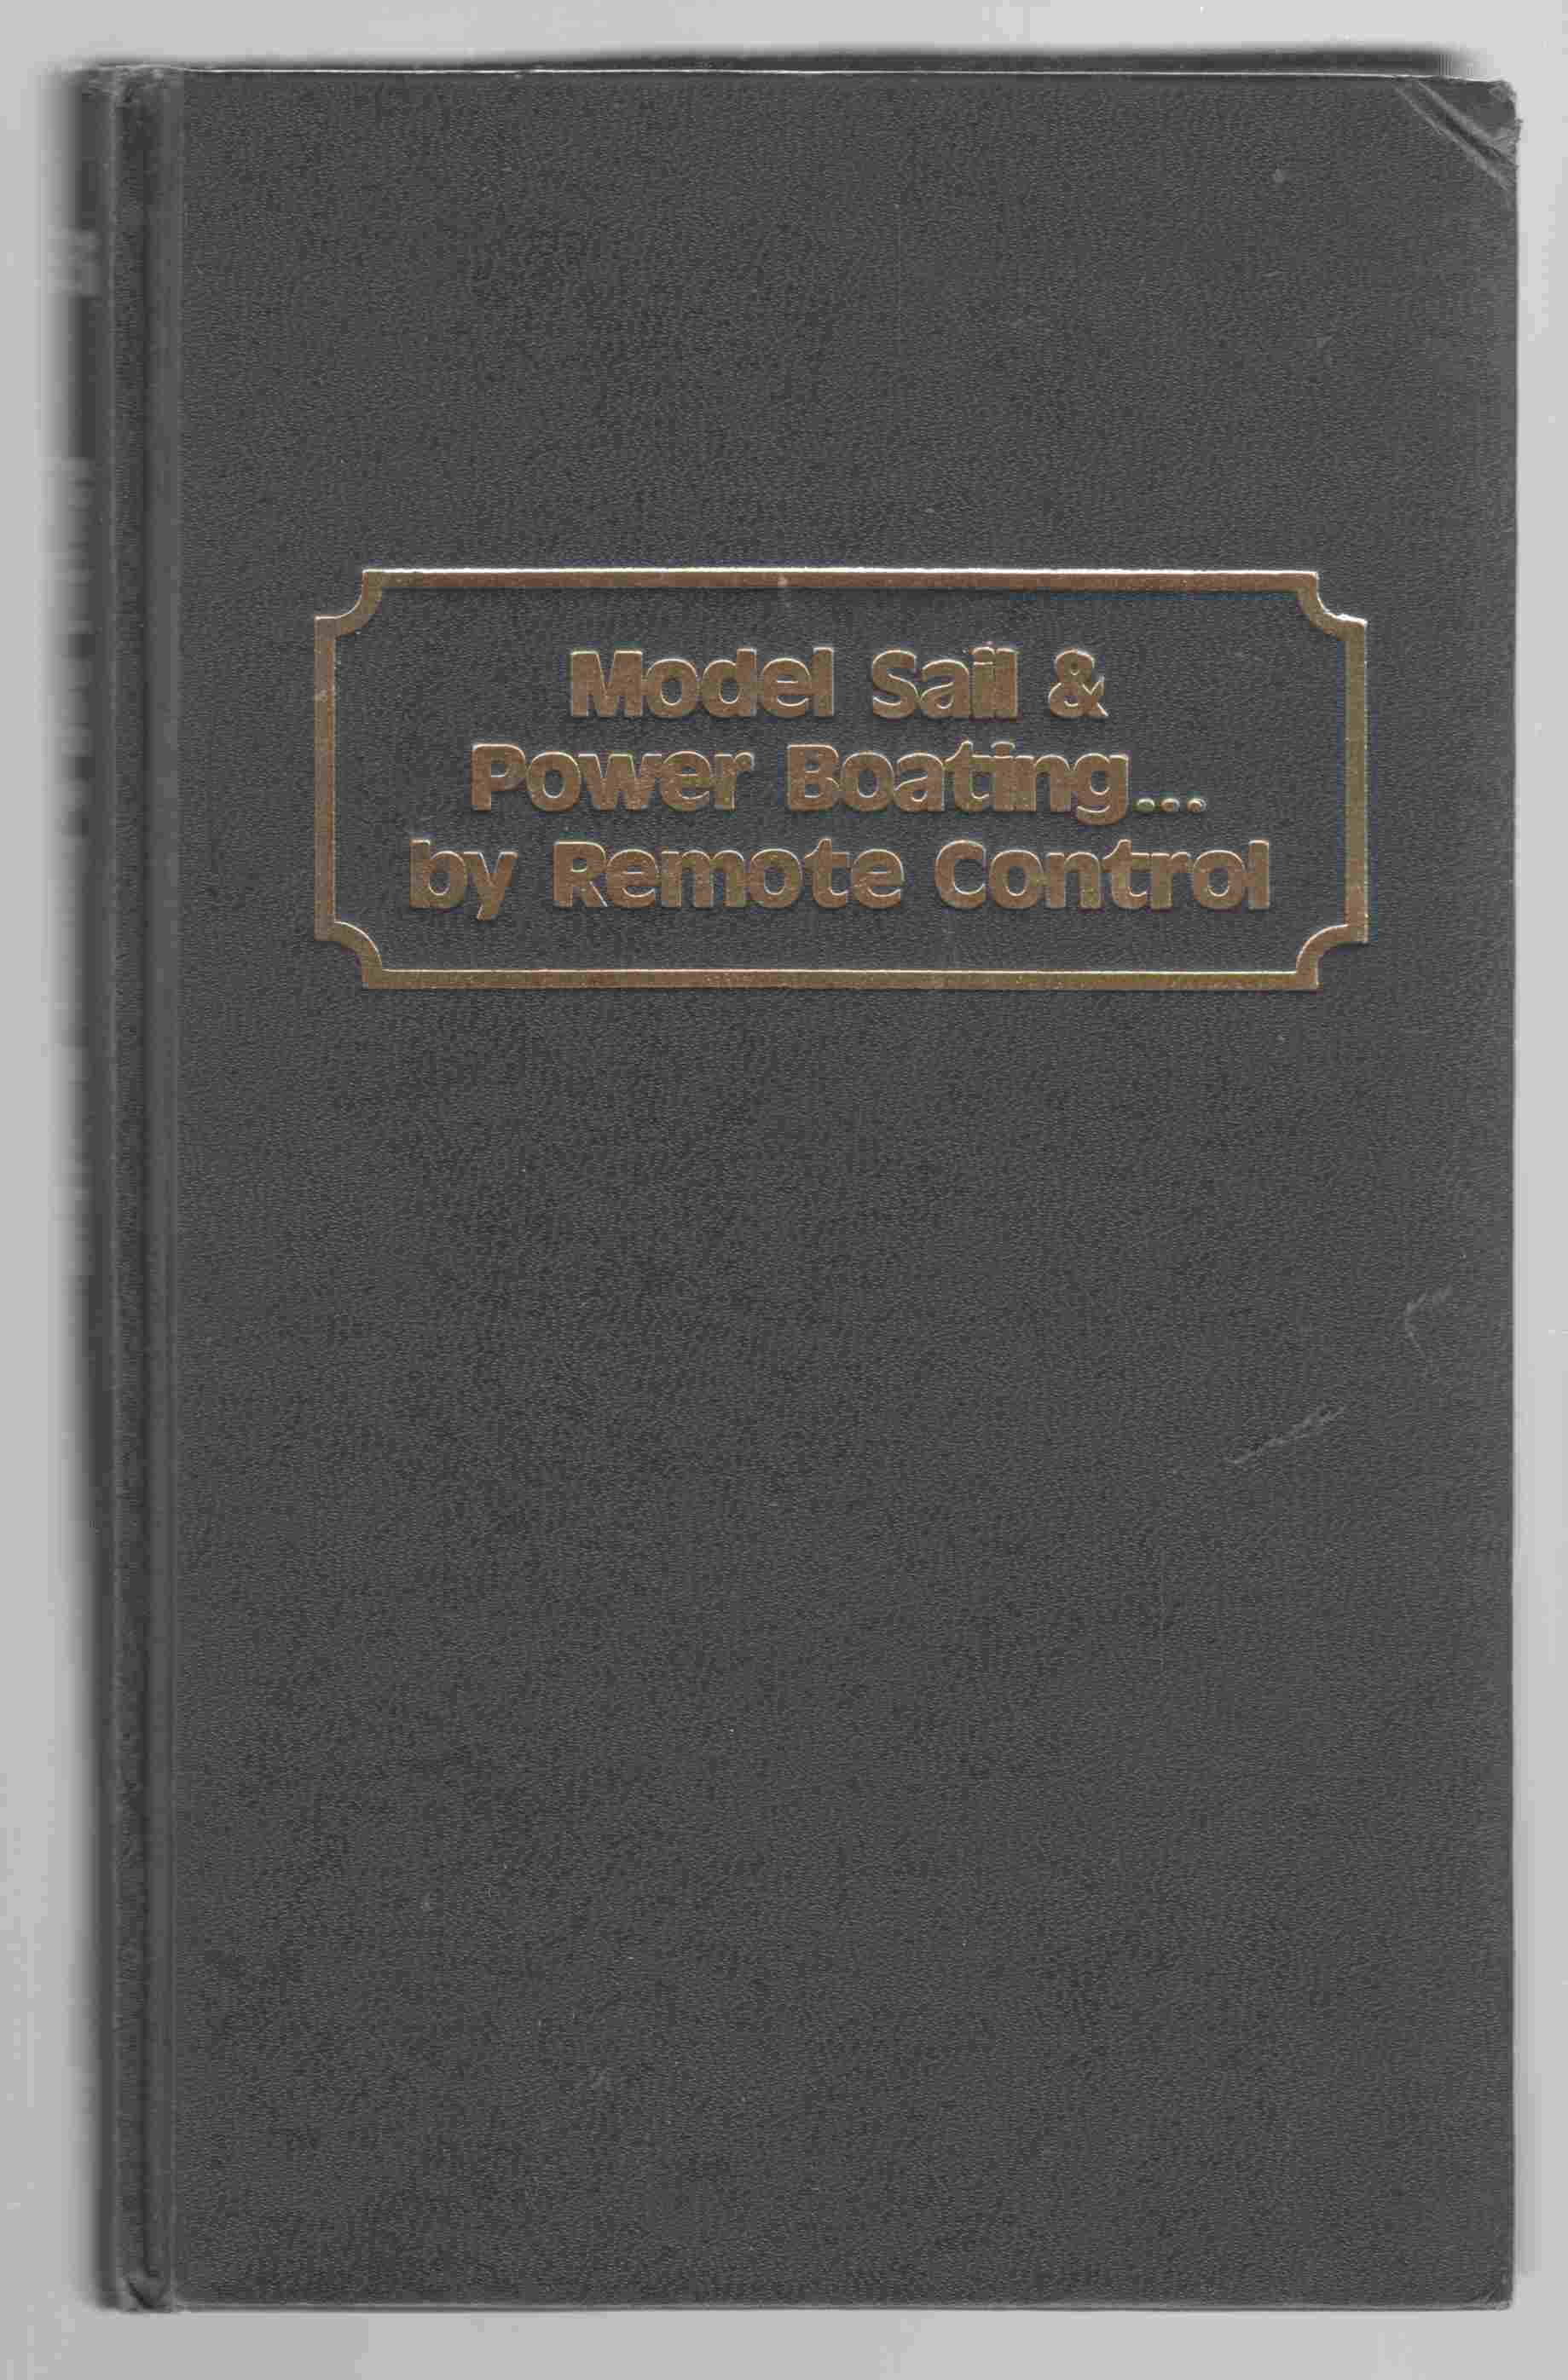 Model Sail &
Power Boating...
by Remote Control